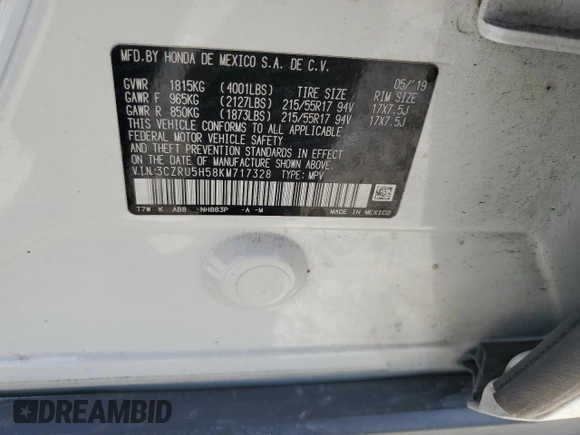 MFD.BY HONDA DE MEXICO S.A. DE C.V.
05/'19
GVWR 1815KG (4001LBS) TIRE SIZE RIM SIZE
GAWR F 965KG (2127LBS) 215/55R17 94V 17X7.5J
GAWR R 850KG (1873LBS) 215/55R17 94V 17X7.5J
THIS VEHICLE CONFORMS TO ALL APPLICABLE
FEDERAL MOTOR VEHICLE SAFETY
AND THEFT PREVENTION STANDARDS IN EFFECT
ON THE DATE OF MANUFACTURE SHOWN ABOVE.
V.I.N:3CZRU5H58KM717328 TYPE: MPV
T7W K ABB -NH883P -A -M MADE IN MEXICO
DREAMBID